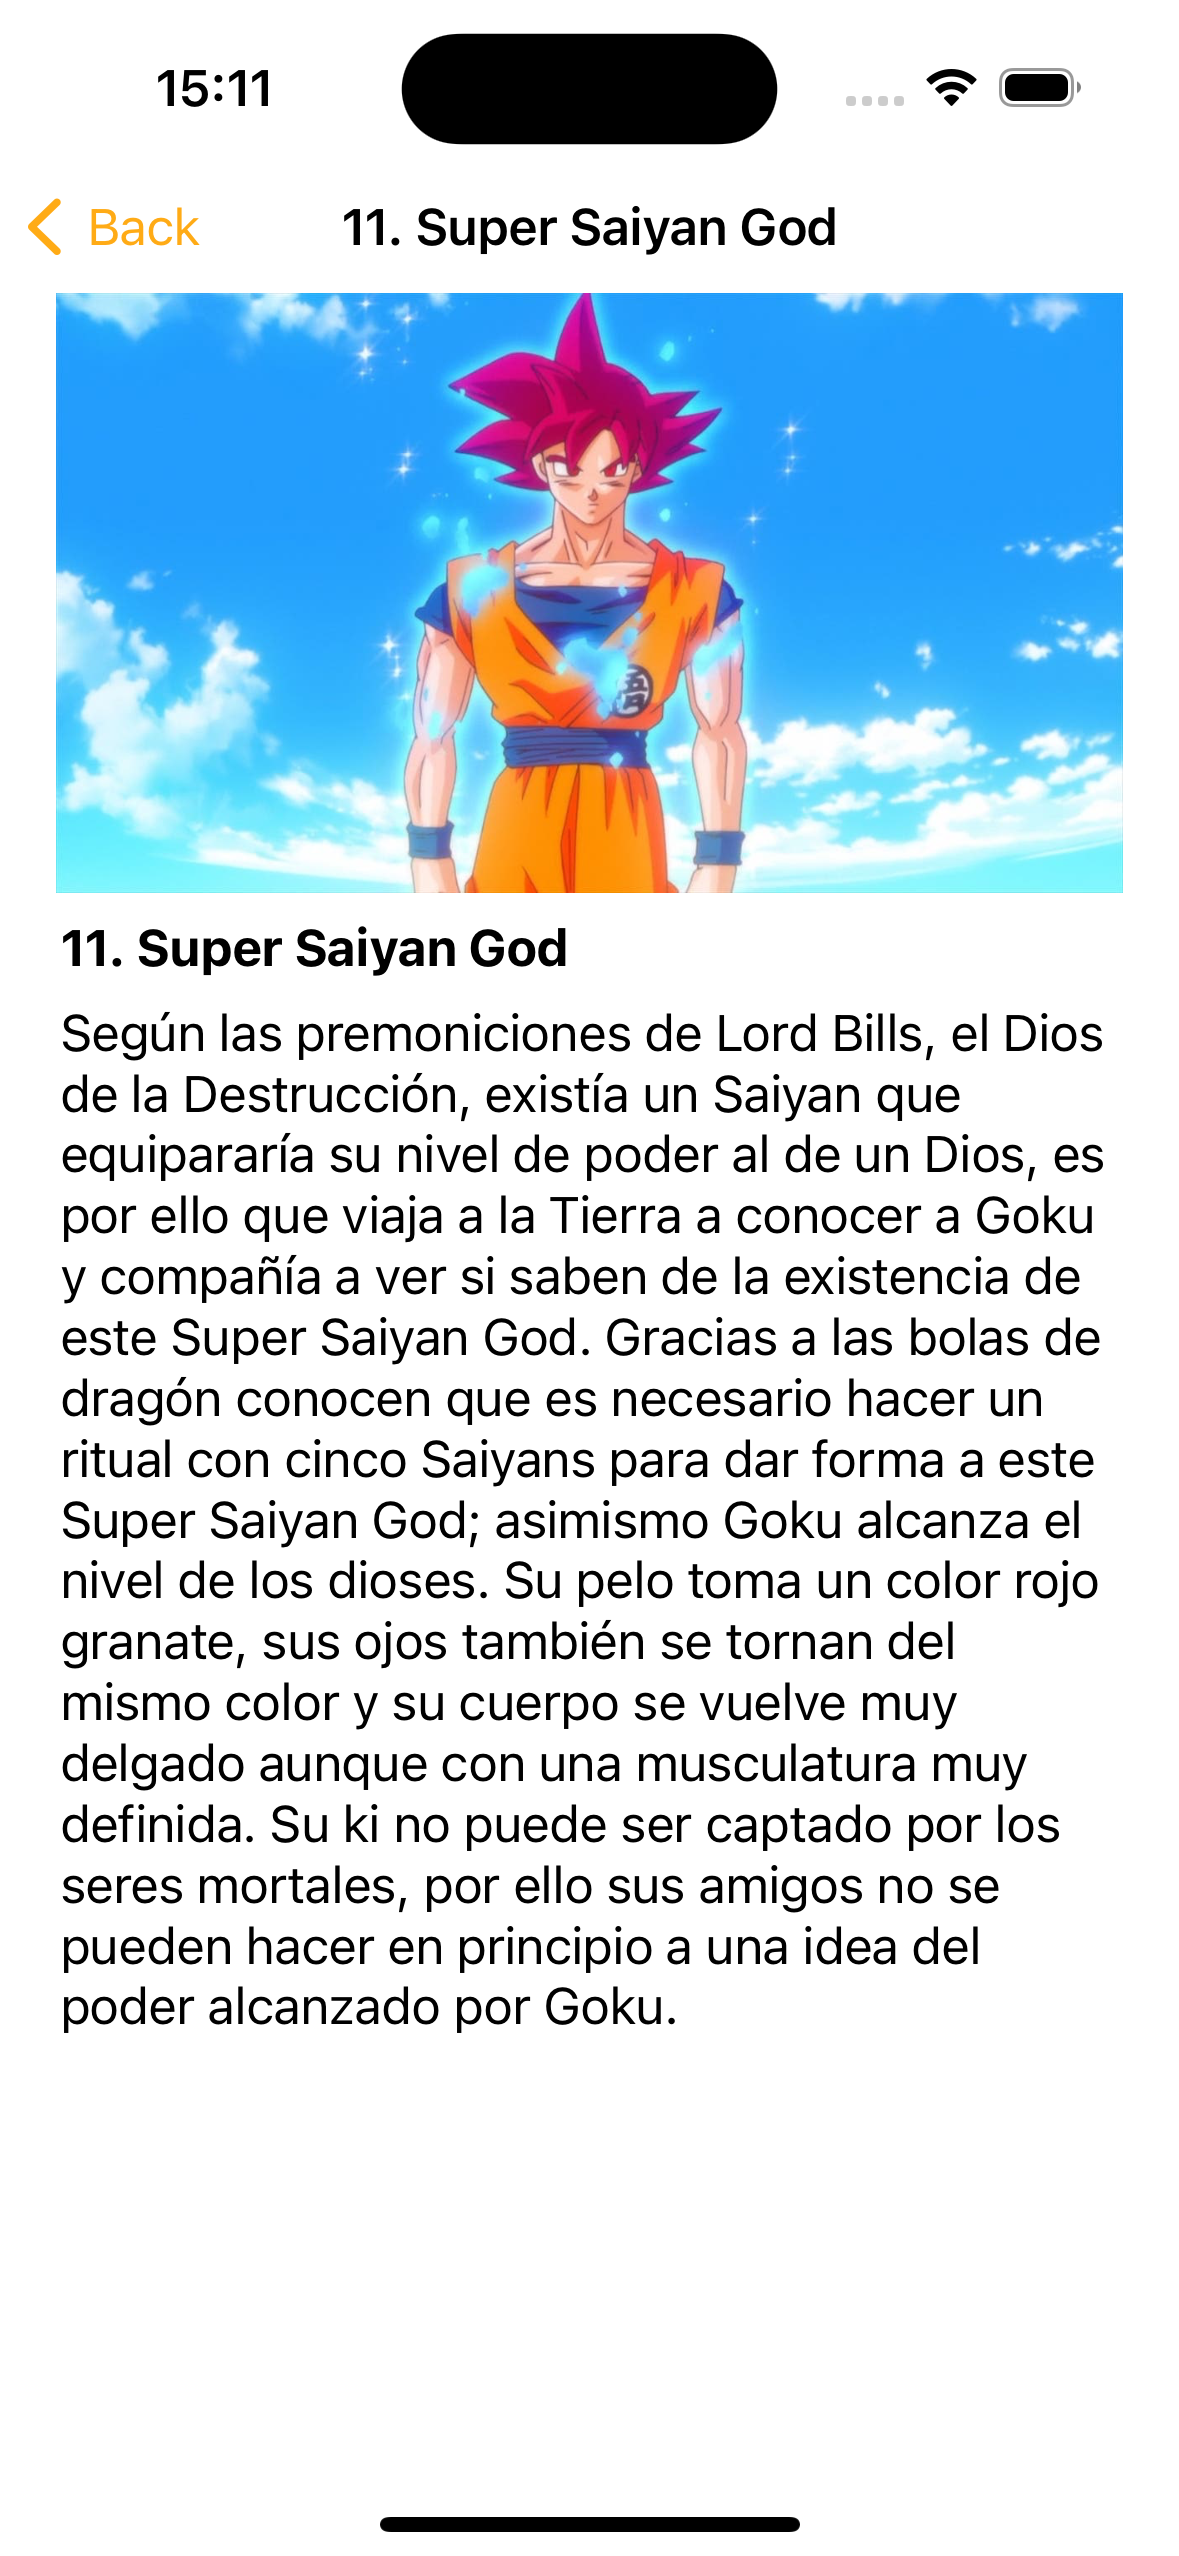 15:11
Back
11. Super Saiyan God
悟
11. Super Saiyan God
Según las premoniciones de Lord Bills, el Dios
de la Destrucción, existía un Saiyan que
equipararía su nivel de poder al de un Dios, es
por ello que viaja a la Tierra a conocer a Goku
y compañía a ver si saben de la existencia de
este Super Saiyan God. Gracias a las bolas de
dragón conocen que es necesario hacer un
ritual con cinco Saiyans para dar forma a este
Super Saiyan God; asimismo Goku alcanza el
nivel de los dioses. Su pelo toma un color rojo
granate, sus ojos también se tornan del
mismo color y su cuerpo se vuelve muy
delgado aunque con una musculatura muy
definida. Su ki no puede ser captado por los
seres mortales, por ello sus amigos no se
pueden hacer en principio a una idea del
poder alcanzado por Goku.